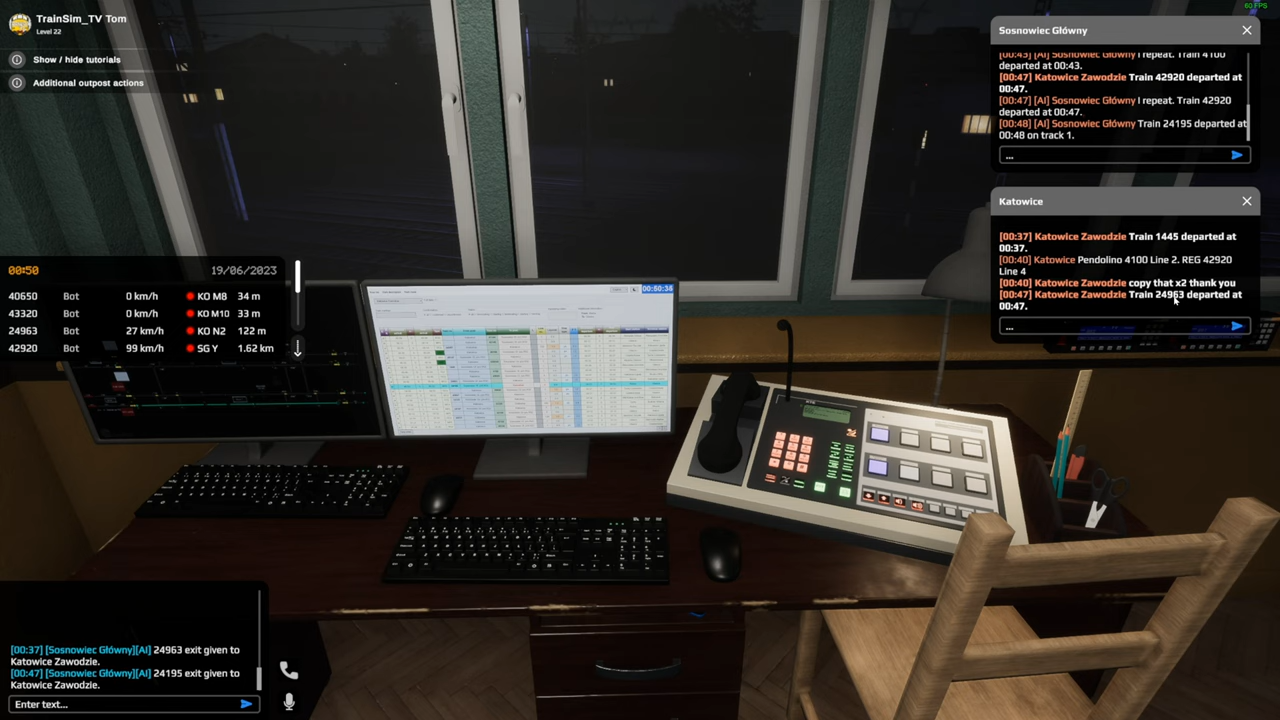 60 FPS
TrainSim_TV Tom
Level 22
Show / hide tutorials
Additional outpost actions
Sosnowiec Główny
[00:43] [AI] Sosnowiec Główny I repeat. Train 4100
departed at 00:43.
[00:47] Katowice Zawodzie Train 42920 departed at
00:47.
[00:47] [AI] Sosnowiec Główny I repeat. Train 42920
departed at 00:47.
[00:48] [AI] Sosnowiec Główny Train 24195 departed at
00:48 on track 1.
...
Katowice
[00:37] Katowice Zawodzie Train 1445 departed at
00:37.
[00:40] Katowice Pendolino 4100 Line 2. REG 42920
Line 4
[00:40] Katowice Zawodzie copy that x2 thank you
[00:47] Katowice Zawodzie Train 24963 departed at
00:47.
...
00:50 19/06/2023
40650 Bot 0 km/h KO M8 34 m
43320 Bot 0 km/h KO M10 33 m
24963 Bot 27 km/h KO N2 122 m
42920 Bot 99 km/h SG Y 1.62 km
00:50:34
[00:37] [Sosnowiec Główny][AI] 24963 exit given to
Katowice Zawodzie.
[00:47] [Sosnowiec Główny][AI] 24195 exit given to
Katowice Zawodzie.
Enter text...